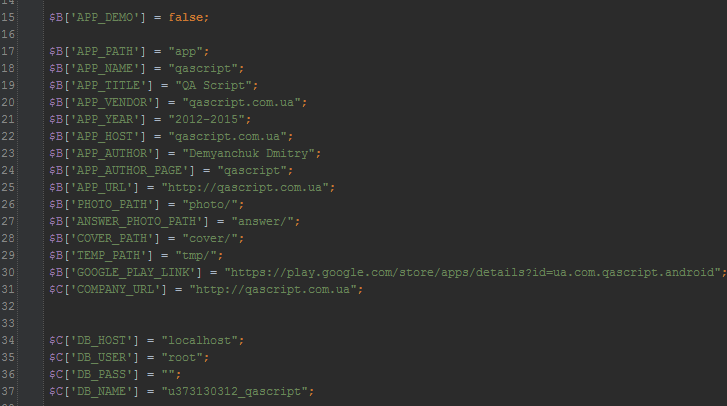 15 $B['APP_DEMO'] = false;
16
17 $B['APP_PATH'] = "app";
18 $B['APP_NAME'] = "qascript";
19 $B['APP_TITLE'] = "QA Script";
20 $B['APP_VENDOR'] = "qascript.com.ua";
21 $B['APP_YEAR'] = "2012-2015";
22 $B['APP_HOST'] = "qascript.com.ua";
23 $B['APP_AUTHOR'] = "Demyanchuk Dmitry";
24 $B['APP_AUTHOR_PAGE'] = "qascript";
25 $B['APP_URL'] = "http://qascript.com.ua";
26 $B['PHOTO_PATH'] = "photo/";
27 $B['ANSWER_PHOTO_PATH'] = "answer/";
28 $B['COVER_PATH'] = "cover/";
29 $B['TEMP_PATH'] = "tmp/";
30 $B['GOOGLE_PLAY_LINK'] = "https://play.google.com/store/apps/details?id=ua.com.qascript.android";
31 $C['COMPANY_URL'] = "http://qascript.com.ua";
32
33
34 $C['DB_HOST'] = "localhost";
35 $C['DB_USER'] = "root";
36 $C['DB_PASS'] = "";
37 $C['DB_NAME'] = "u373130312_qascript";